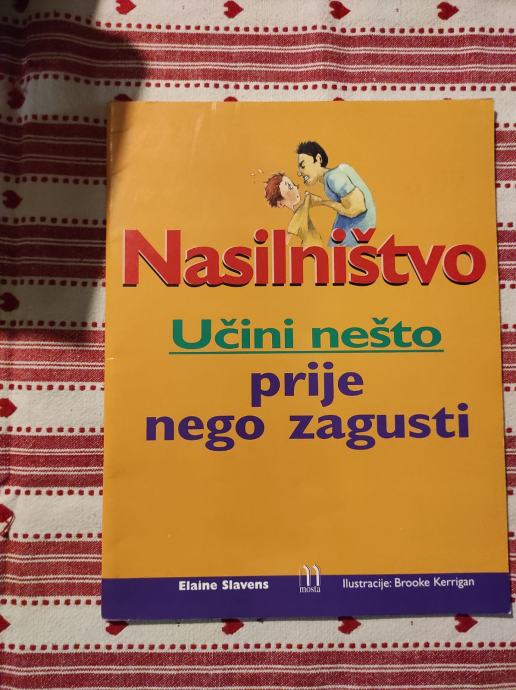 Nasilništvo
Učini nešto
prije
nego zagusti
Elaine Slavens
mosta
Ilustracije: Brooke Kerrigan